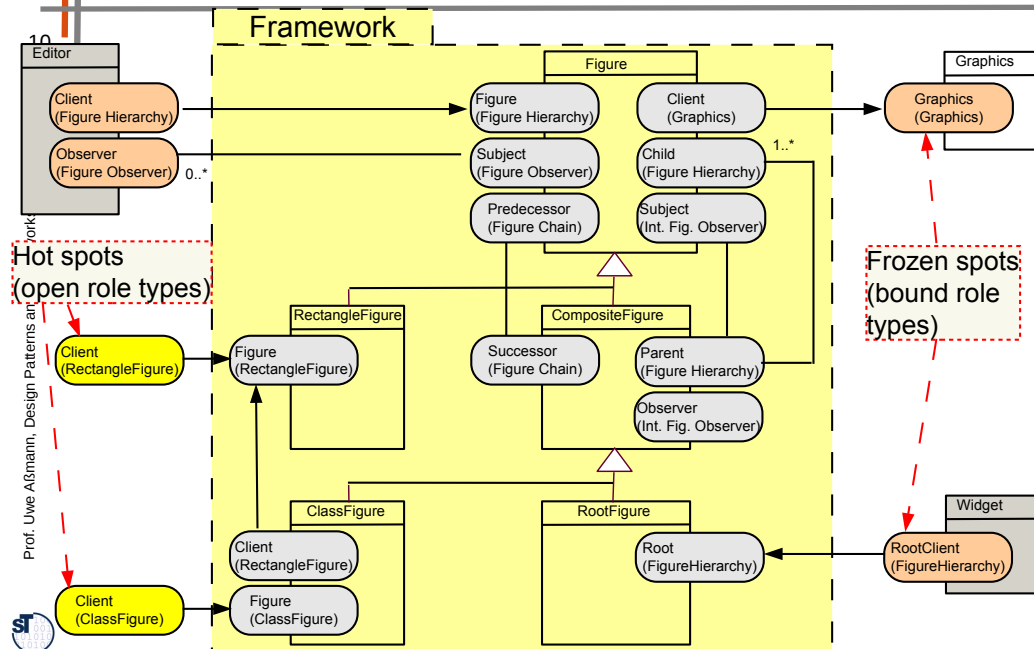 Framework
10
Editor
Client
(Figure Hierarchy)
Observer
(Figure Observer)
0..*
Figure
Figure
(Figure Hierarchy)
Subject
(Figure Observer)
Predecessor
(Figure Chain)
Client
(Graphics)
Child
(Figure Hierarchy)
1..*
Subject
(Int. Fig. Observer)
Graphics
Graphics
(Graphics)
Hot spots
(open role types)
Frozen spots
(bound role
types)
Client
(RectangleFigure)
RectangleFigure
Figure
(RectangleFigure)
CompositeFigure
Successor
(Figure Chain)
Parent
(Figure Hierarchy)
Observer
(Int. Fig. Observer)
ClassFigure
Client
(RectangleFigure)
Figure
(ClassFigure)
Client
(ClassFigure)
RootFigure
Root
(FigureHierarchy)
Widget
RootClient
(FigureHierarchy)
Prof. Uwe Aßmann, Design Patterns an
orks
ST